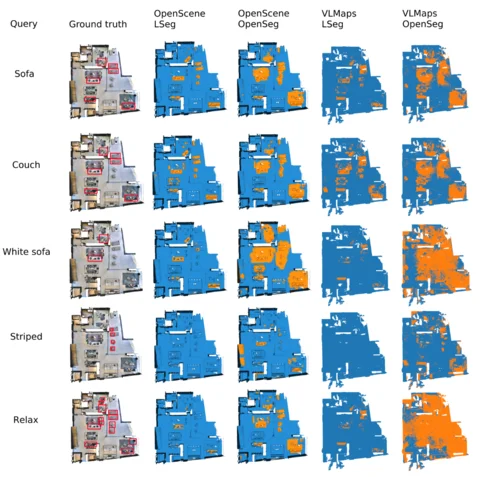 Query
Ground truth
OpenScene
LSeg
OpenScene
OpenSeg
VLMaps
LSeg
VLMaps
OpenSeg
Sofa
Couch
White sofa
Striped
Relax